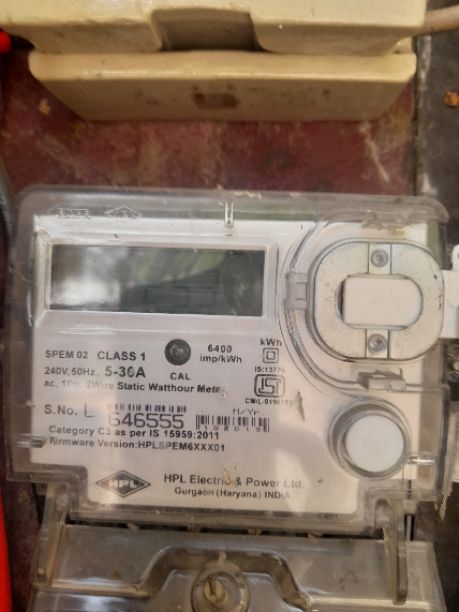 SPEM 02 CLASS 1
6400
imp/kWh
kWh
240V, 50Hz, 5-30A
CAL
ac, 1Ph, 2Wire Static Watthour Meter
S.No. L 646555
M/Yr
Category C3 as per IS 15959:2011
Firmware Version:HPLSPEM6XXX01
HPL
HPL Electric & Power Ltd.
Gurgaon (Haryana) INDIA